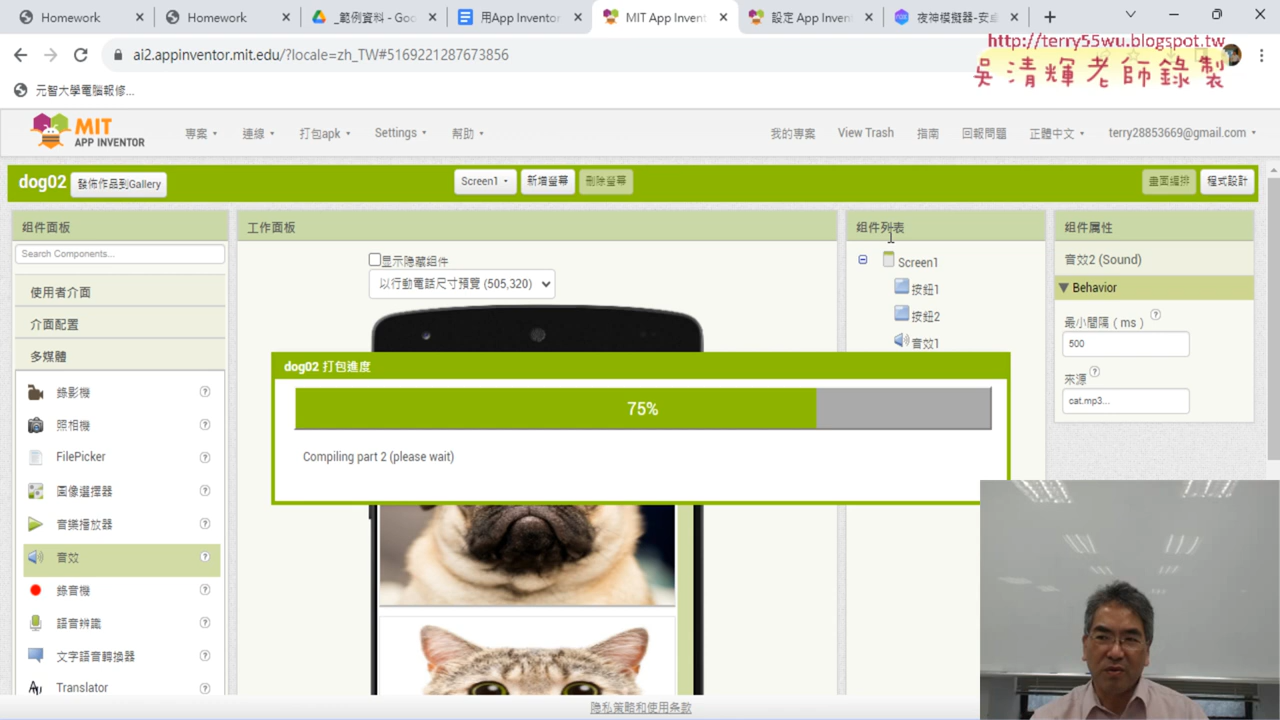 Homework
Homework
_範例資料 - Goo
用App Inventor
MIT App Invent
設定 App Inven
夜神模擬器-安卓
ai2.appinventor.mit.edu/?locale=zh_TW#5169221287673856
http://terry55wu.blogspot.tw
吳清輝老師錄製
元智大學電腦報修...
MIT
APP INVENTOR
專案
連線
打包apk
Settings
幫助
我的專案
View Trash
指南
回報問題
正體中文
terry28853669@gmail.com
dog02
發佈作品到Gallery
Screen1
新增螢幕
刪除螢幕
畫面編排
程式設計
組件面板
工作面板
組件列表
組件屬性
Search Components...
使用者介面
介面配置
多媒體
錄影機
照相機
FilePicker
圖像選擇器
音樂播放器
音效
錄音機
語音辨識
文字語音轉換器
Translator
显示隐藏组件
以行動電話尺寸預覽 (505,320)
Screen1
按鈕1
按鈕2
音效1
音效2 (Sound)
Behavior
最小間隔 ( ms )
500
來源
cat.mp3...
dog02 打包進度
75%
Compiling part 2 (please wait)
隐私策略和使用条款